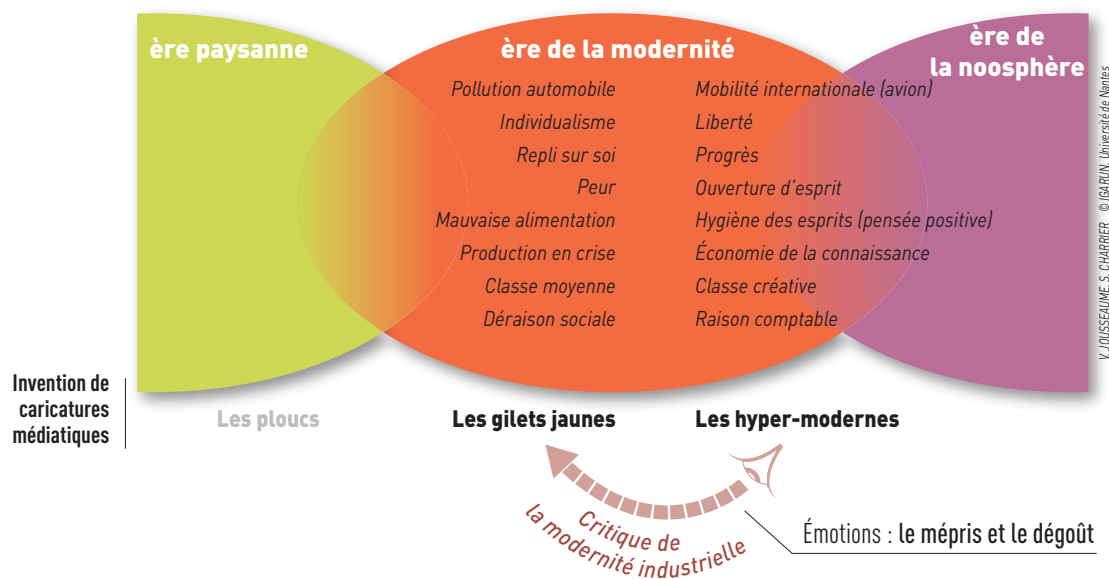 ère paysanne
ère de la modernité
ère de
la noosphère
Pollution automobile
Mobilité internationale (avion)
Individualisme
Liberté
Repli sur soi
Progrès
Peur
Ouverture d'esprit
Mauvaise alimentation
Hygiène des esprits (pensée positive)
Production en crise
Économie de la connaissance
Classe moyenne
Classe créative
Déraison sociale
Raison comptable
V. JOUSSEAUME, S. CHARRIER © IGARUN, Université de Nantes
Invention de
caricatures
médiatiques
Les ploucs
Les gilets jaunes
Les hyper-modernes
Critique de
la modernité industrielle
Émotions : le mépris et le dégoût